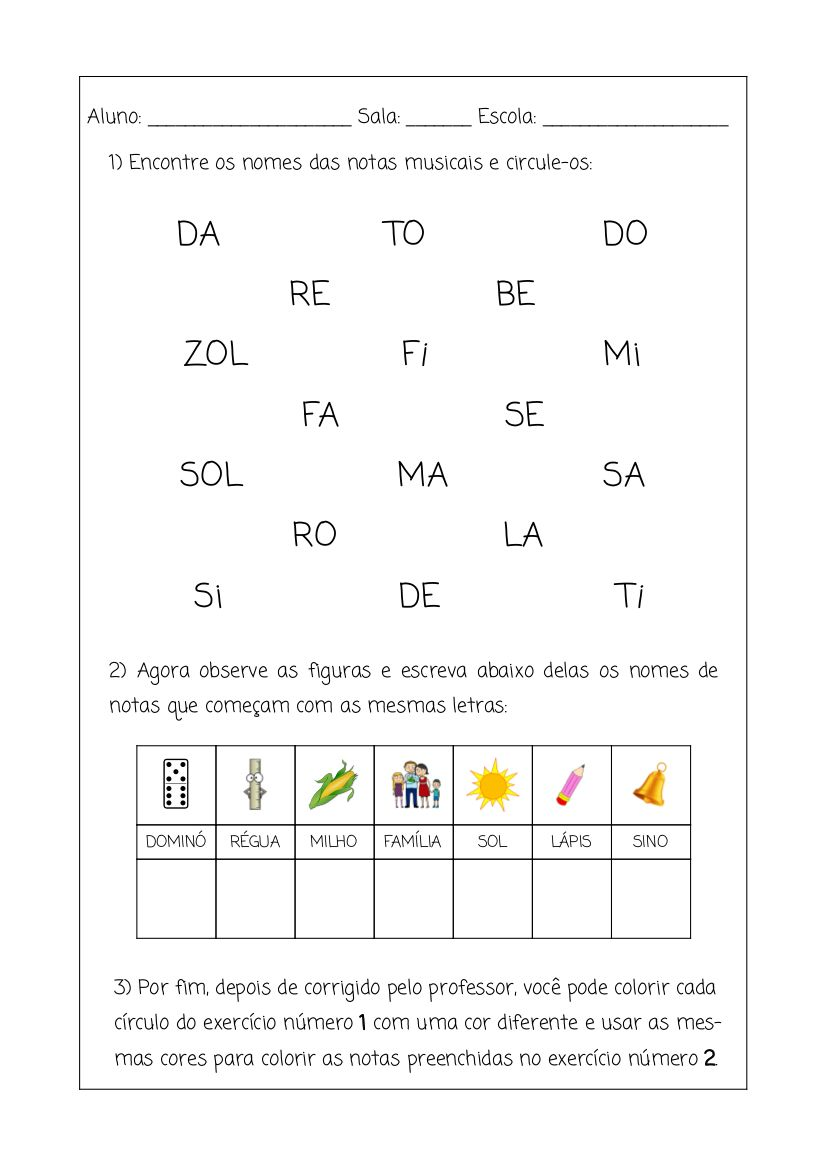 Aluno: ____________________ Sala: ______ Escola: __________________
1) Encontre os nomes das notas musicais e circule-os:
DA TO DO
RE BE
ZOL Fi Mi
FA SE
SOL MA SA
RO LA
Si DE Ti
2) Agora observe as figuras e escreva abaixo delas os nomes de
notas que começam com as mesmas letras:
DOMINÓ RÉGUA MILHO FAMÍLIA SOL LÁPIS SINO
3) Por fim, depois de corrigido pelo professor, você pode colorir cada
círculo do exercício número 1 com uma cor diferente e usar as mes-
mas cores para colorir as notas preenchidas no exercício número 2.